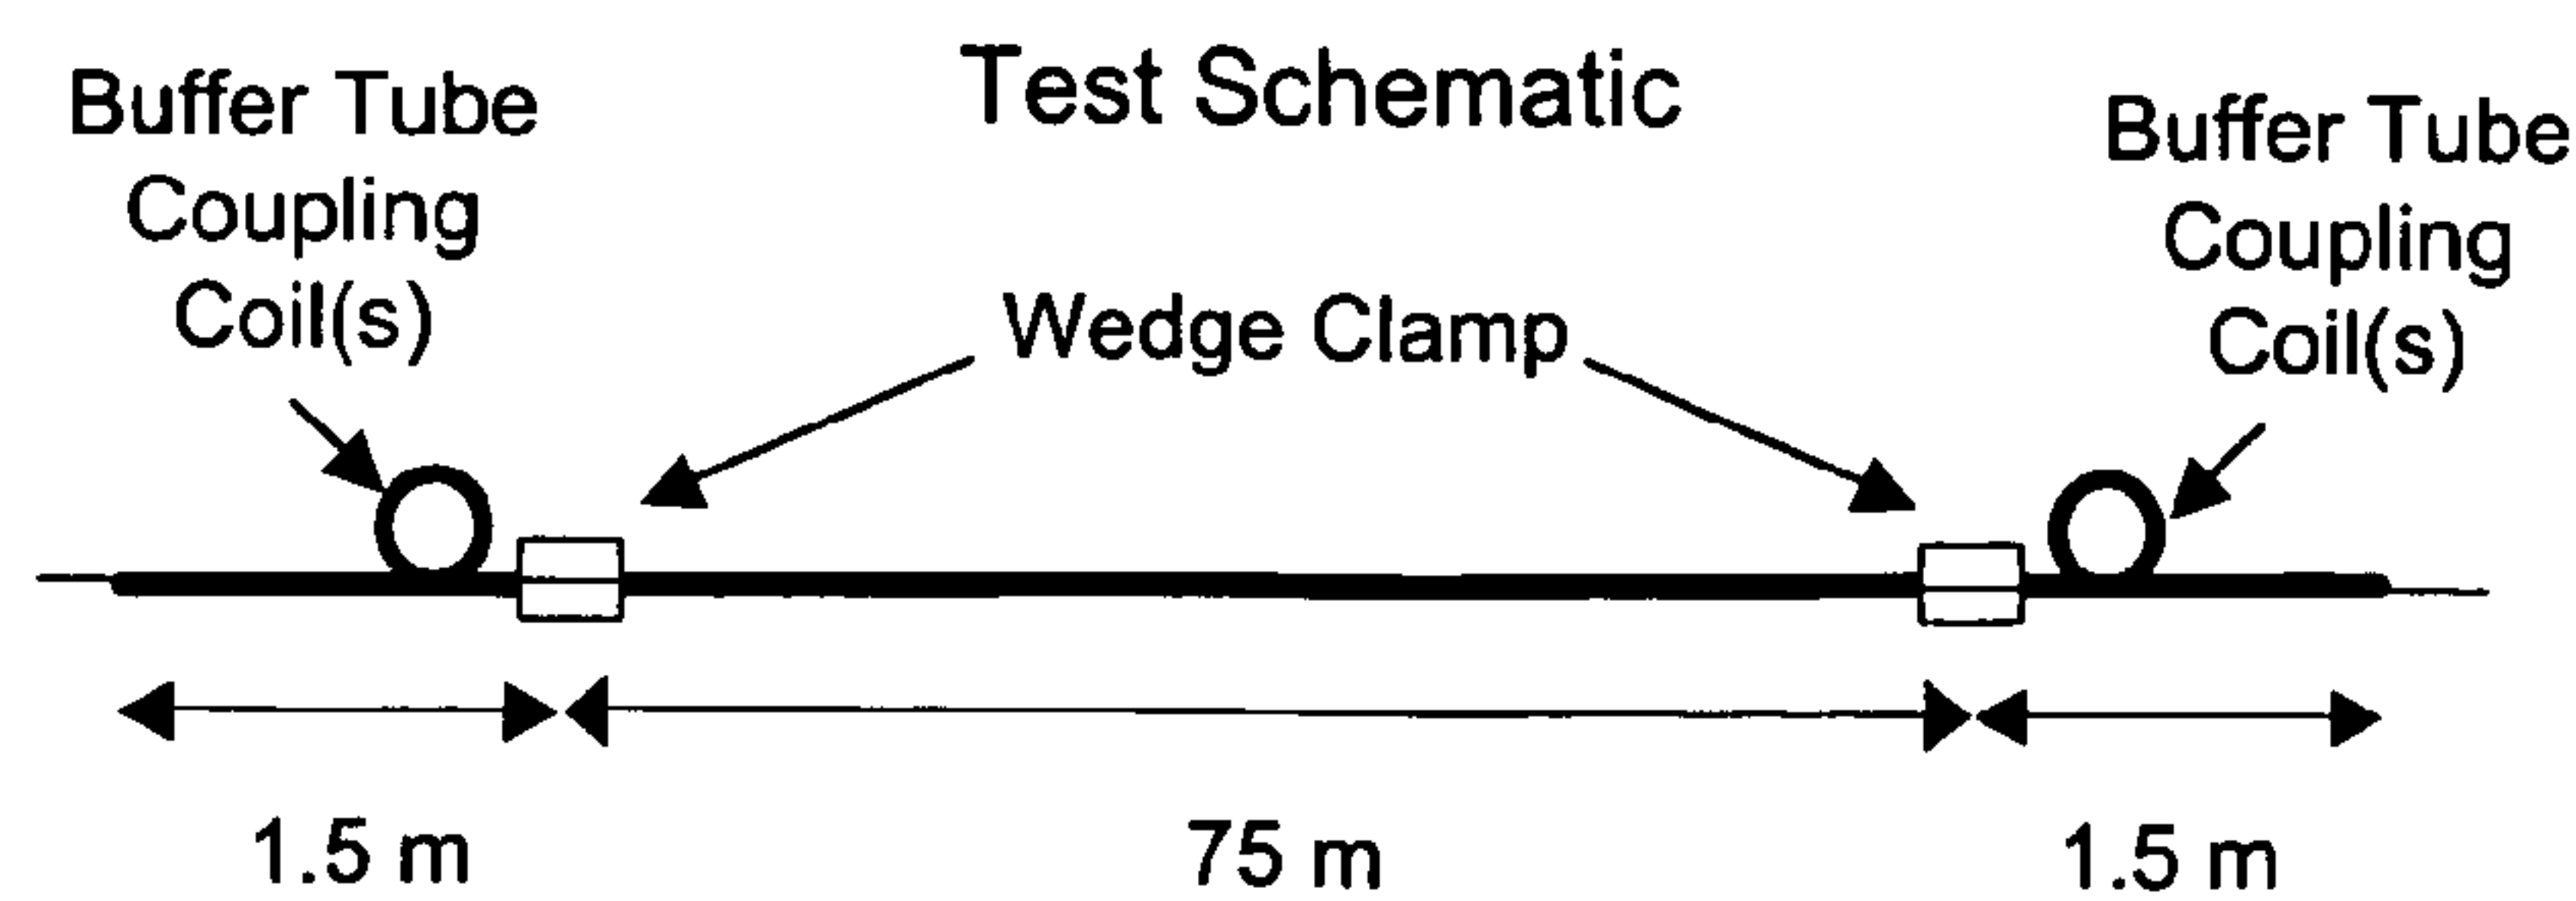 Test Schematic
Buffer Tube
Coupling
Coil(s)
Buffer Tube
Coupling
Coil(s)
Wedge Clamp
1.5 m
75 m
1.5 m